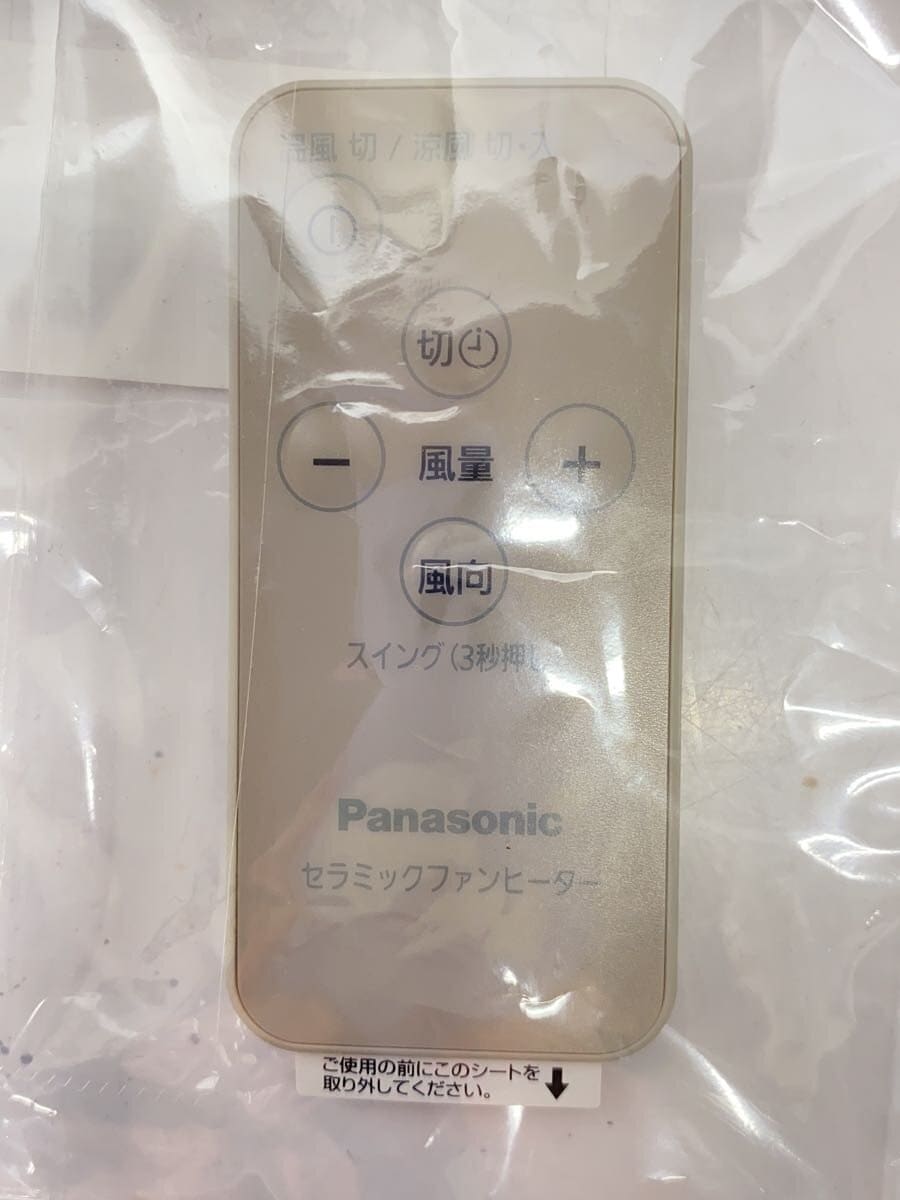 温風 切 / 涼風 切・入
切
− 風量 +
風向
スイング (3秒押し
Panasonic
セラミックファンヒーター
ご使用の前にこのシートを
取り外してください。